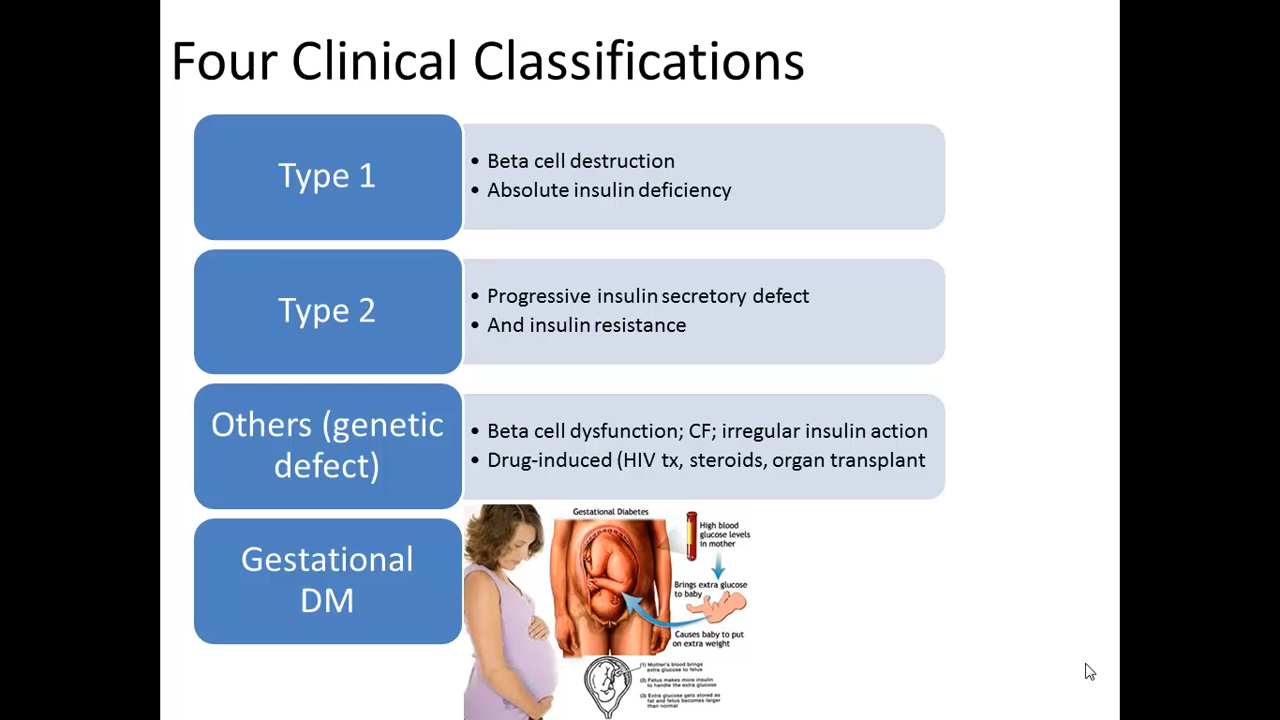 Four Clinical Classifications
Type 1
• Beta cell destruction
• Absolute insulin deficiency
Type 2
• Progressive insulin secretory defect
• And insulin resistance
Others (genetic
defect)
• Beta cell dysfunction; CF; irregular insulin action
• Drug-induced (HIV tx, steroids, organ transplant
Gestational
DM
Gestational Diabetes
High blood
glucose levels
in mother
Brings extra glucose
to baby
Causes baby to put
on extra weight
(1) Mother's blood brings
extra glucose to fetus
(2) Fetus makes more insulin
to handle the extra glucose
(3) Extra glucose gets stored as
fat and fetus becomes larger
than normal